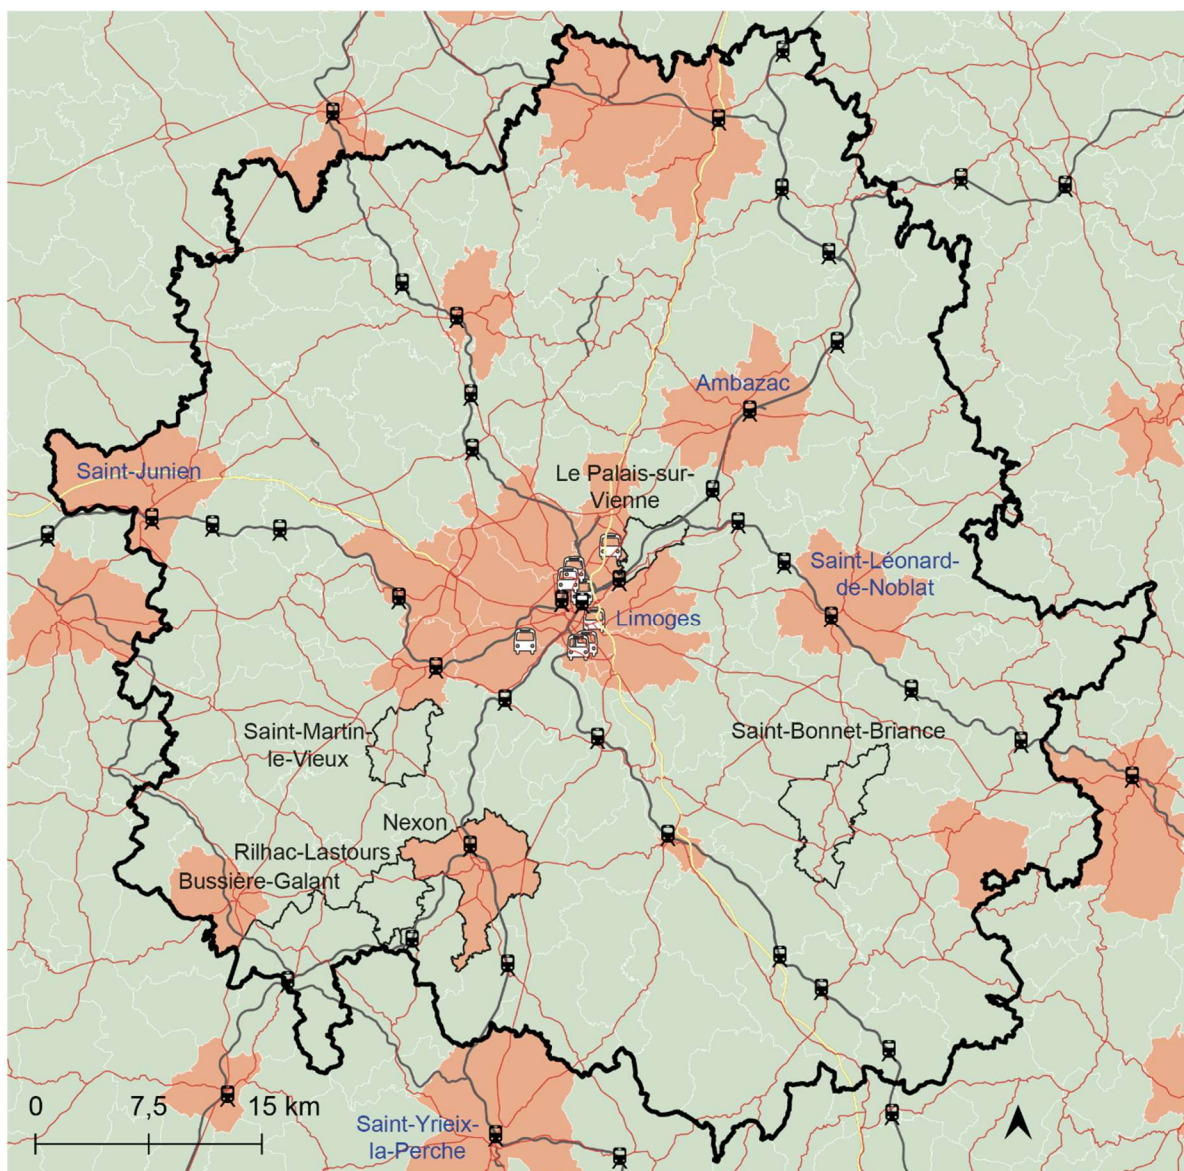 Ambazac
Saint-Junien
Le Palais-sur-
Vienne
Saint-Léonard-
de-Noblat
Limoges
Saint-Martin-
le-Vieux
Saint-Bonnet-Briance
Nexon
Rilhac-Lastours
Bussière-Galant
0 7,5 15 km
Saint-Yrieix-
la-Perche